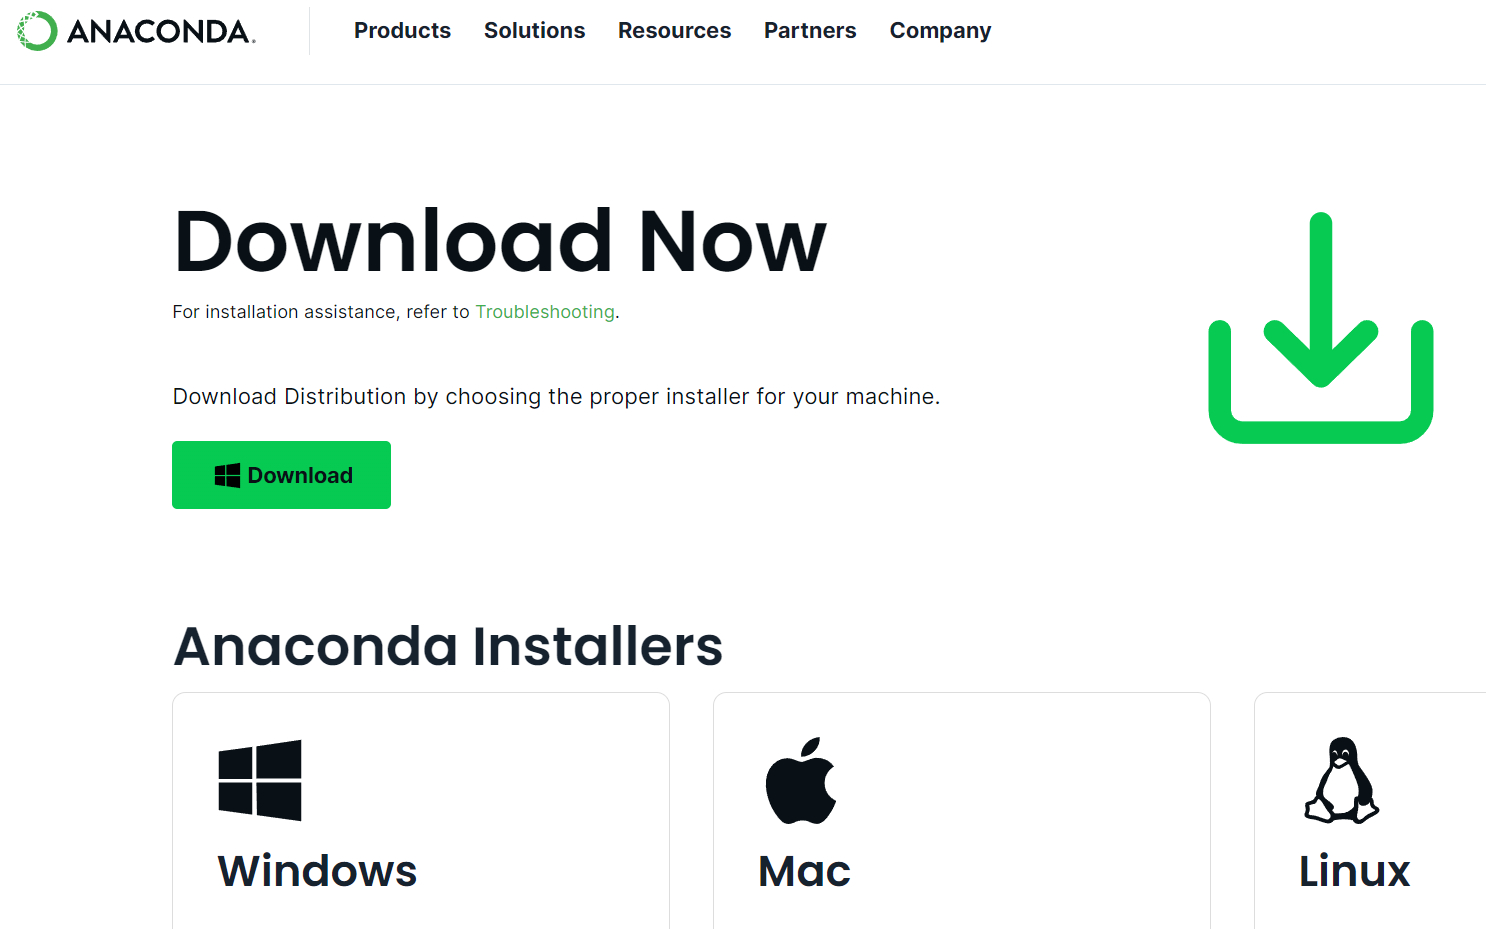 ANACONDA.
Products Solutions Resources Partners Company
Download Now
For installation assistance, refer to Troubleshooting.
Download Distribution by choosing the proper installer for your machine.
Download
Anaconda Installers
Windows Mac Linux